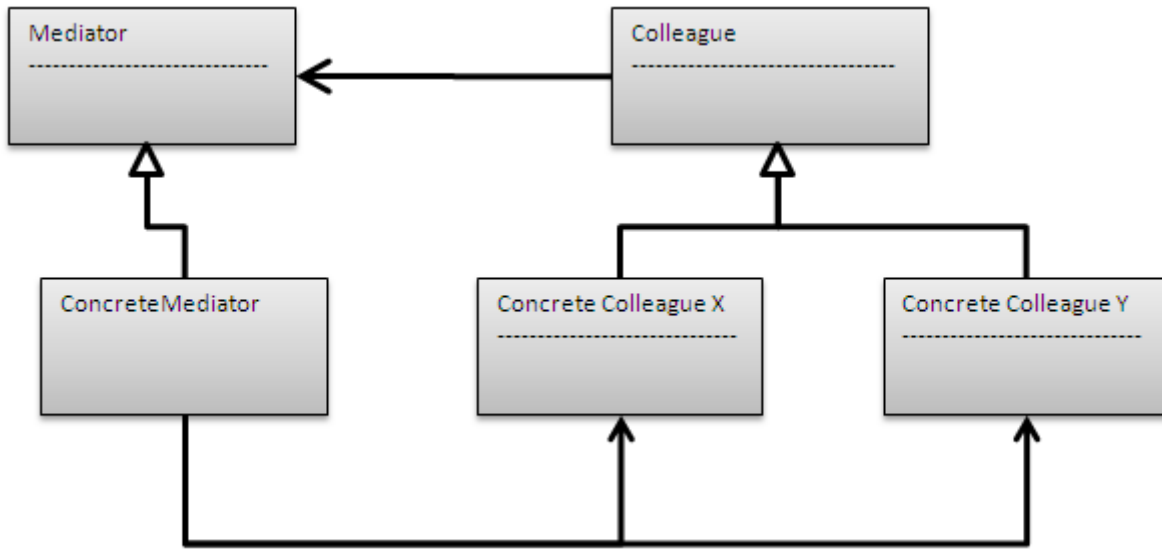 Mediator
------------------------------
Colleague
---------------------------------
ConcreteMediator
Concrete Colleague X
------------------------------
Concrete Colleague Y
------------------------------